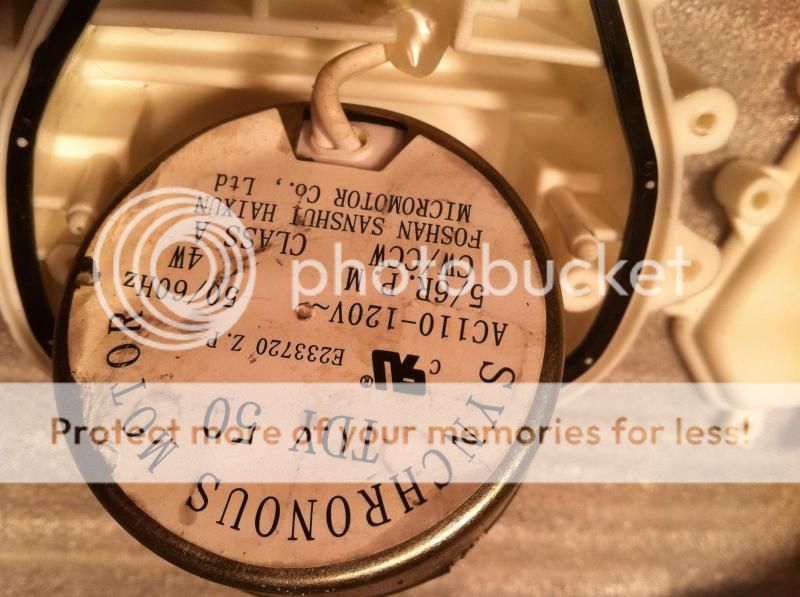 SYNCHRONOUS MOTOR
TDY 50
c UR ®
E233720 Z.P.
AC110-120V~ 50/60Hz
5/6R.P.M 4W
CW/CCW CLASS A
FOSHAN SANSHUI HAIXUN
MICROMOTOR Co., Ltd
photobucket
Protect more of your memories for less!